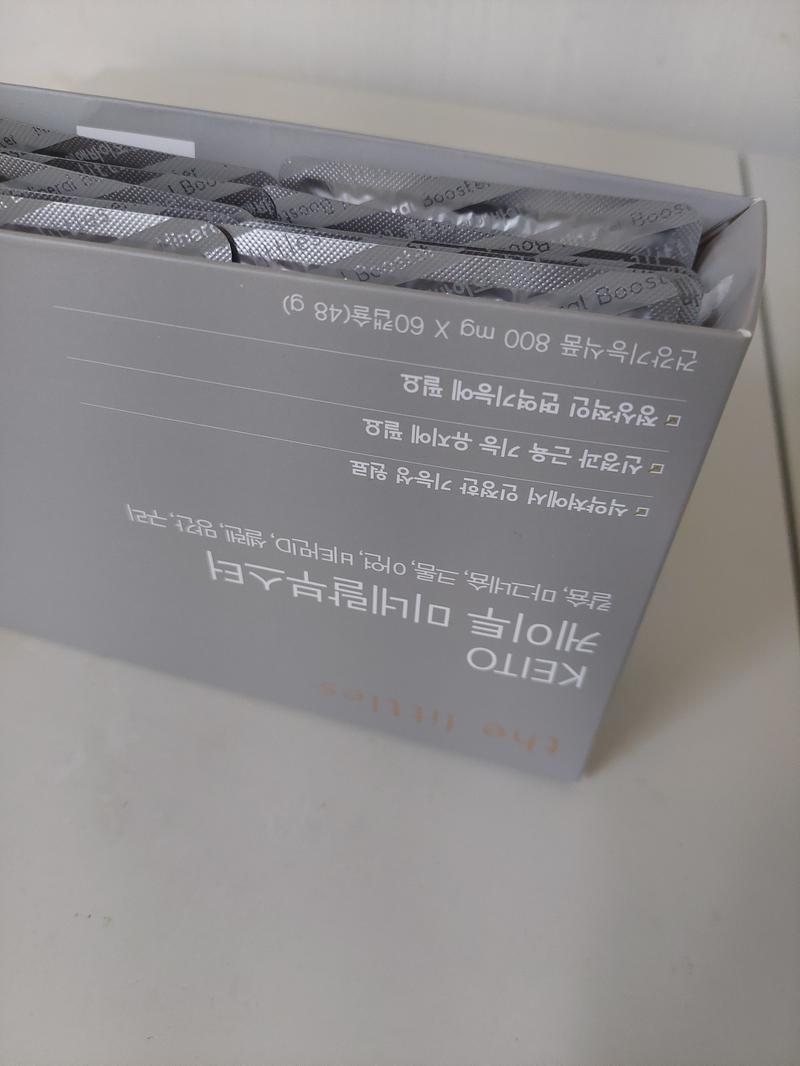 the littles
KEITO
케이토 미네랄부스터
칼슘, 마그네슘, 크롬, 아연, 비타민D, 셀렌, 망간, 구리
식약처에서 인정한 기능성 원료
신경과 근육 기능 유지에 필요
정상적인 면역기능에 필요
건강기능식품 800 mg X 60캡슐(48 g)
Mineral Booster